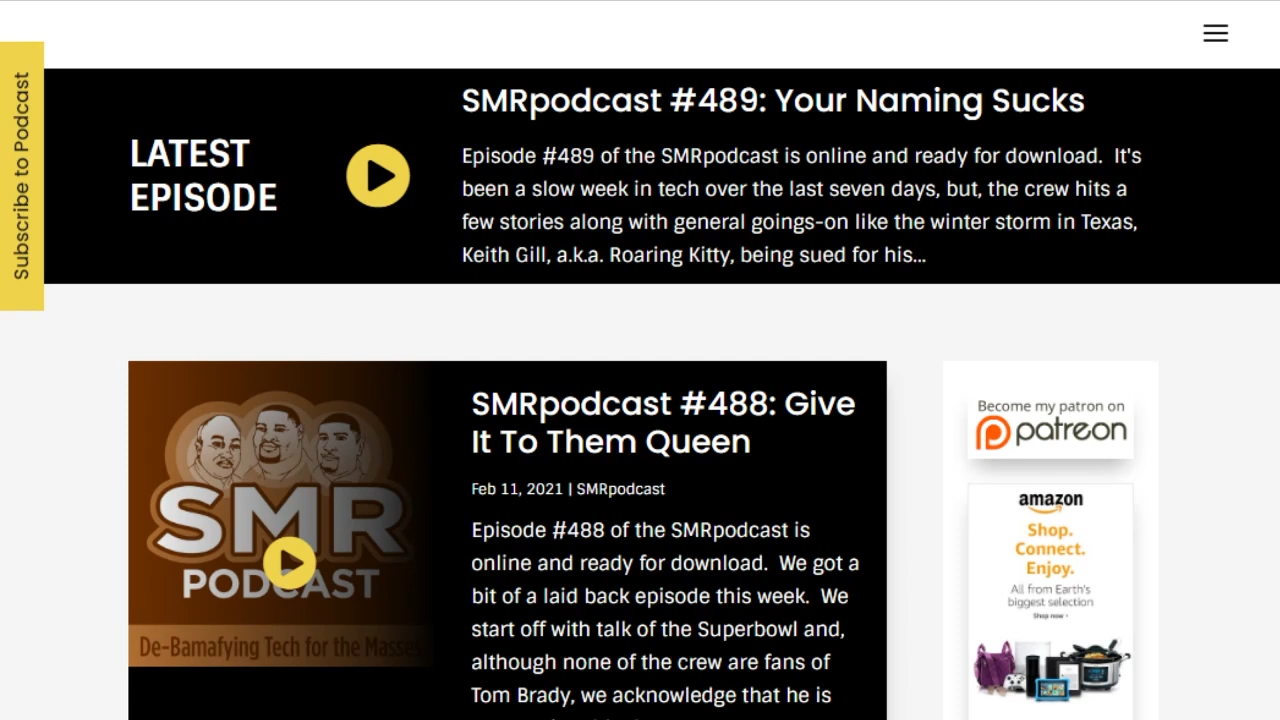 Subscribe to Podcast
LATEST
EPISODE
SMRpodcast #489: Your Naming Sucks
Episode #489 of the SMRpodcast is online and ready for download.  It's
been a slow week in tech over the last seven days, but, the crew hits a
few stories along with general goings-on like the winter storm in Texas,
Keith Gill, a.k.a. Roaring Kitty, being sued for his...
SMR
PODCAST
De-Bamafying Tech for the Masses
SMRpodcast #488: Give
It To Them Queen
Feb 11, 2021 | SMRpodcast
Episode #488 of the SMRpodcast is
online and ready for download.  We got a
bit of a laid back episode this week.  We
start off with talk of the Superbowl and,
although none of the crew are fans of
Tom Brady, we acknowledge that he is
Become my patron on
patreon
amazon
Shop.
Connect.
Enjoy.
All from Earth's
biggest selection
Shop now